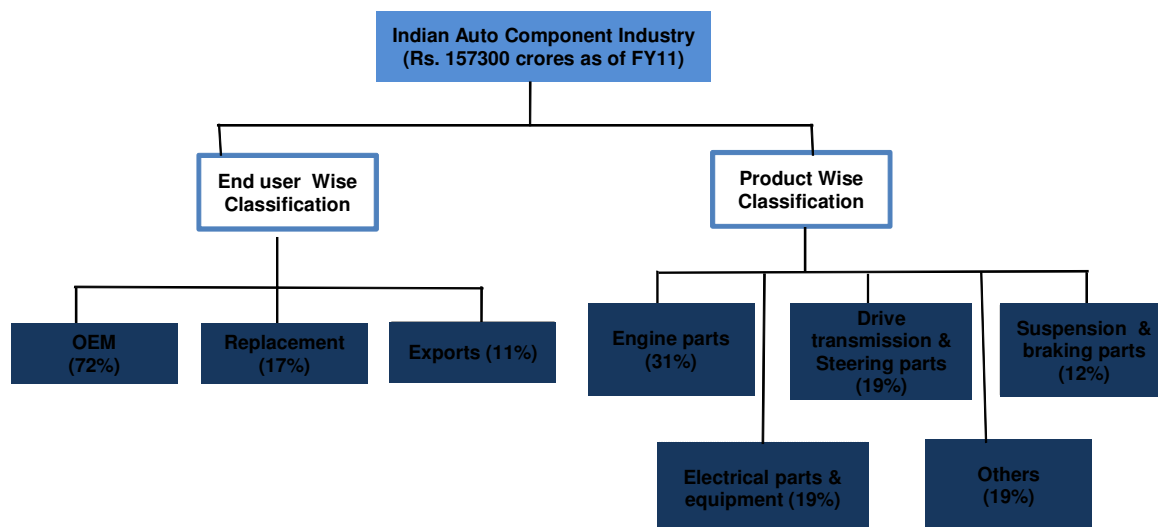 Indian Auto Component Industry
(Rs. 157300 crores as of FY11)
End user Wise
Classification
Product Wise
Classification
OEM
(72%)
Replacement
(17%)
Exports (11%)
Engine parts
(31%)
Drive
transmission &
Steering parts
(19%)
Suspension &
braking parts
(12%)
Electrical parts &
equipment (19%)
Others
(19%)